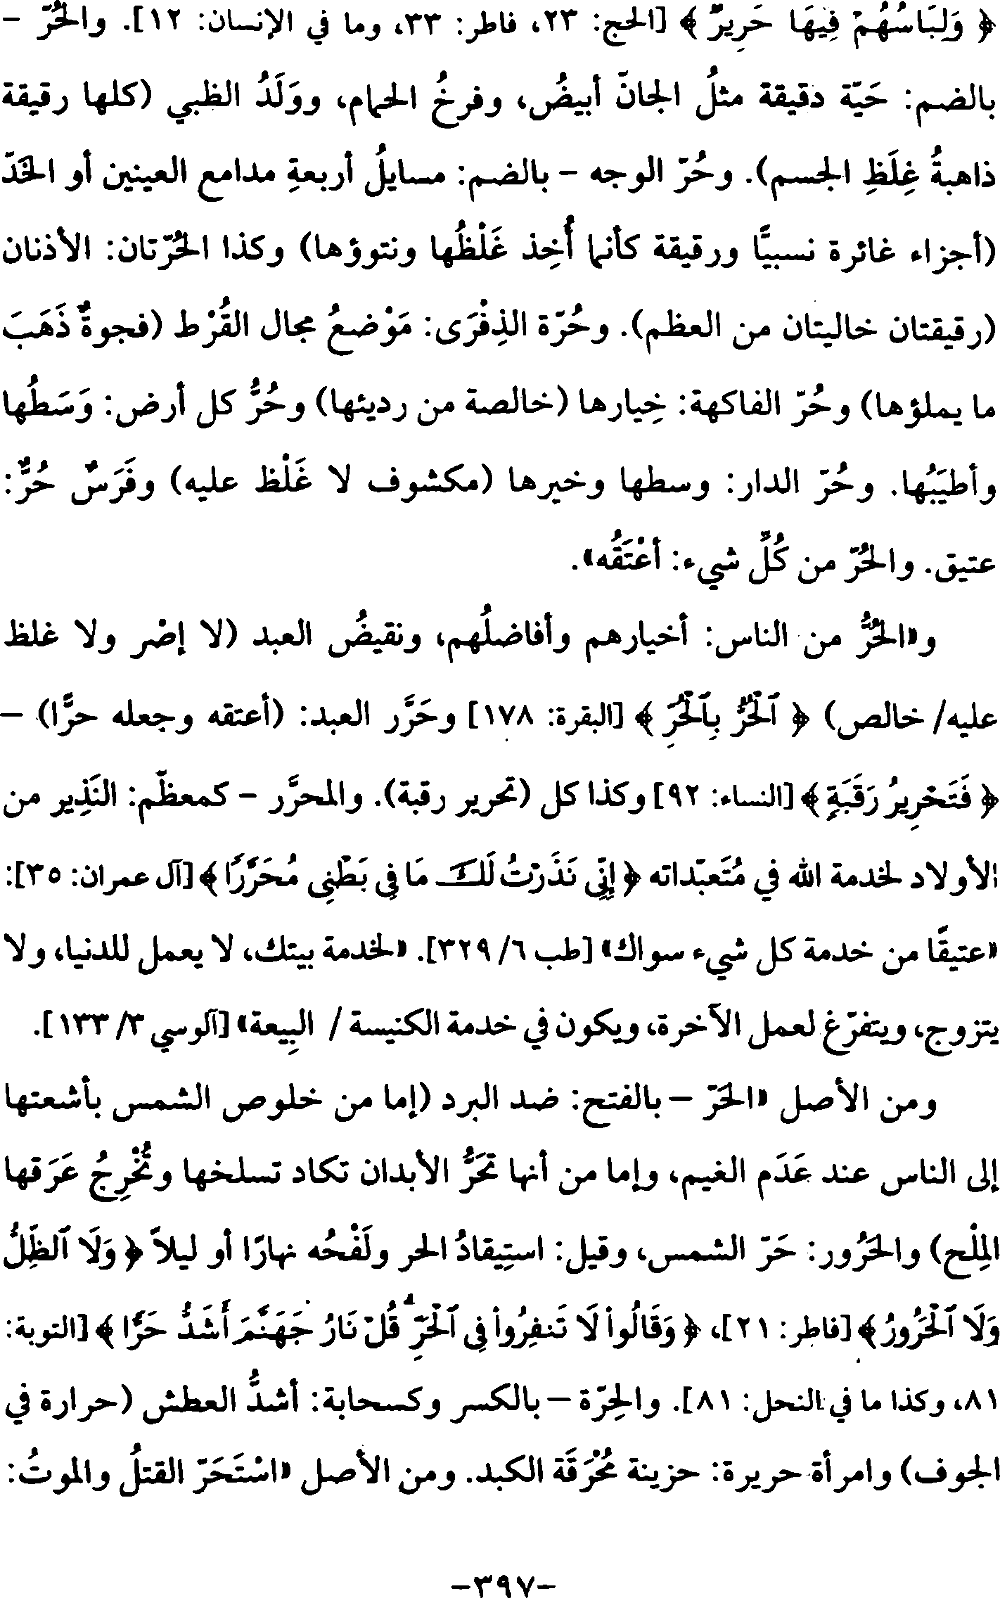 ﴿ وَلِبَاسُهُمْ فِيهَا حَرِيرٌ ﴾ [الحج: ٢٣، فاطر: ٣٣، وما في الإنسان: ١٢]. والحُرّ –
بالضم: حَيّة دقيقة مثلُ الجانّ أبيضُ، وفرخُ الحمام، ووَلَدُ الظبي (كلها رقيقة
ذاهبةُ غِلَظِ الجسم). وحُرّ الوجه – بالضم: مسايلُ أربعةِ مدامع العينين أو الخَدّ
(أجزاء غائرة نسبيًّا ورقيقة كأنما أُخِذ غَلْظُها ونتوؤها) وكذا الحُرّتان: الأذنان
(رقيقتان خاليتان من العظم). وحُرّة الذِفْرَى: مَوْضعُ مجال القُرْط (فجوةٌ ذَهَبَ
ما يملؤها) وحُرّ الفاكهة: خِيارها (خالصة من رديئها) وحُرُّ كل أرض: وَسَطُها
وأطيَبُها. وحُرّ الدار: وسطها وخيرها (مكشوف لا غَلْظ عليه) وفَرَسٌ حُرٌّ:
عتيق. والحُرّ من كُلِّ شيء: أعْتَقُه».
و«الحُرُّ من الناس: أخيارهم وأفاضلُهم، ونقيضُ العبد (لا إصْر ولا غلظ
عليه/ خالص) ﴿ ٱلْحُرُّ بِٱلْحُرِّ ﴾ [البقرة: ١٧٨] وحَرَّر العبد: (أعتقه وجعله حرًّا) –
﴿ فَتَحْرِيرُ رَقَبَةٍ ﴾ [النساء: ٩٢] وكذا كل (تحرير رقبة). والمحرَّر – كمعظّم: النَذِير من
الأولاد لخدمة الله في مُتَعبّداته ﴿ إِنِّي نَذَرْتُ لَكَ مَا فِي بَطْنِي مُحَرَّرًا ﴾ [آل عمران: ٣٥]:
«عتيقًا من خدمة كل شيء سواك» [طب ٦/ ٣٢٩]. «لخدمة بيتك، لا يعمل للدنيا، ولا
يتزوج، ويتفرّغ لعمل الآخرة، ويكون في خدمة الكنيسة / البِيعة» [آلوسي ٣/ ١٣٣].
ومن الأصل «الحَرّ – بالفتح: ضد البرد (إما من خلوص الشمس بأشعتها
إلى الناس عند عَدَم الغيم، وإما من أنها تَحَرُّ الأبدان تكاد تسلخها وتُخْرِجُ عَرَقها
المِلْح) والحَرُور: حَرّ الشمس، وقيل: استِيقادُ الحر ولَفْحُه نهارًا أو ليلاً ﴿ وَلَا ٱلظِّلُّ
وَلَا ٱلْحَرُورُ ﴾ [فاطر: ٢١]، ﴿ وَقَالُوا۟ لَا تَنفِرُوا۟ فِي ٱلْحَرِّ ۗ قُلْ نَارُ جَهَنَّمَ أَشَدُّ حَرًّا ﴾ [التوبة:
٨١، وكذا ما في النحل: ٨١]. والحِرّة – بالكسر وكسحابة: أشدُّ العطش (حرارة في
الجوف) وامرأة حريرة: حزينة مُحْرَقَة الكبد. ومن الأصل «اسْتَحَرّ القتلُ والموتُ:
–٣٩٧–